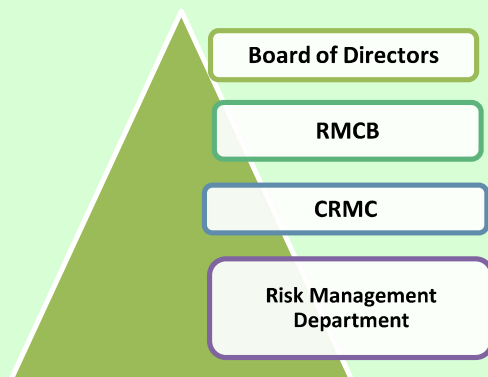 Board of Directors
RMCB
CRMC
Risk Management
Department